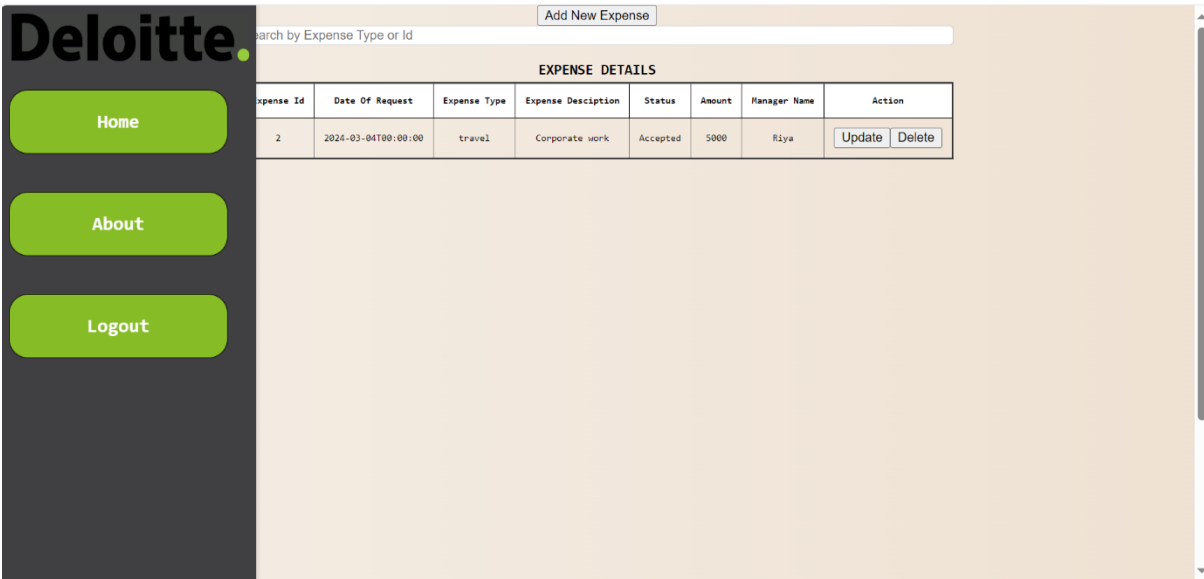 Deloitte.
Home
About
Logout
Add New Expense
earch by Expense Type or Id
EXPENSE DETAILS
xpense Id Date Of Request Expense Type Expense Desciption Status Amount Manager Name Action
2 2024-03-04T00:00:00 travel Corporate work Accepted 5000 Riya Update Delete